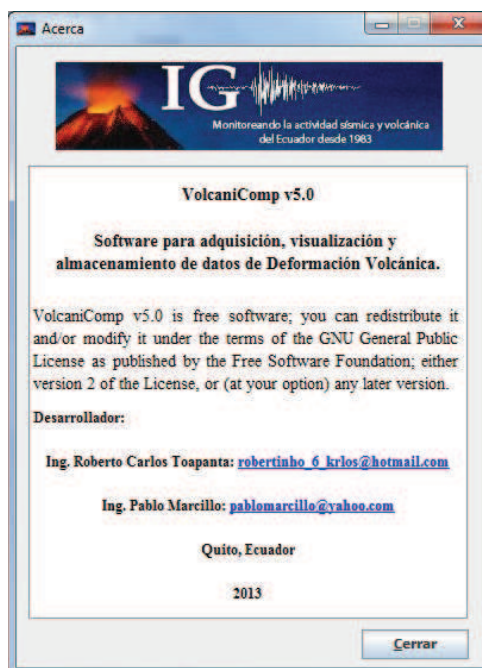 Acerca
IG
Monitoreando la actividad sísmica y volcánica
del Ecuador desde 1983
VolcaniComp v5.0
Software para adquisición, visualización y
almacenamiento de datos de Deformación Volcánica.
VolcaniComp v5.0 is free software; you can redistribute it
and/or modify it under the terms of the GNU General Public
License as published by the Free Software Foundation; either
version 2 of the License, or (at your option) any later version.
Desarrollador:
Ing. Roberto Carlos Toapanta: robertinho_6_krlos@hotmail.com
Ing. Pablo Marcillo: pablomarcillo@yahoo.com
Quito, Ecuador
2013
Cerrar